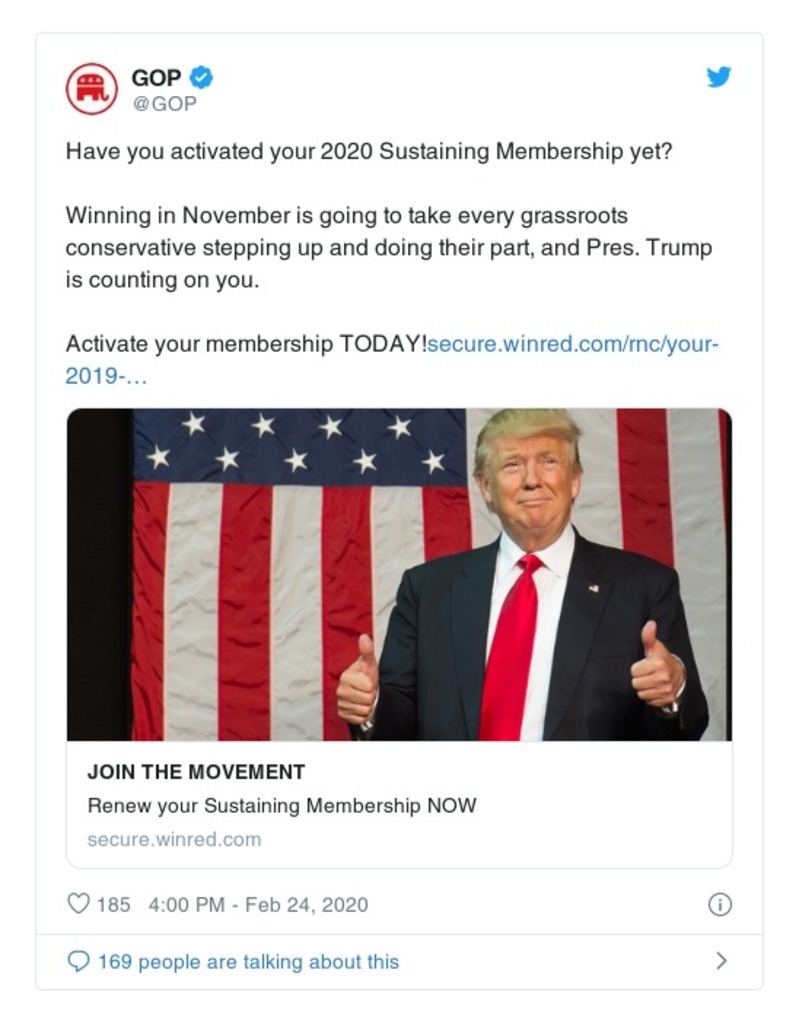 GOP
@GOP
Have you activated your 2020 Sustaining Membership yet?
Winning in November is going to take every grassroots
conservative stepping up and doing their part, and Pres. Trump
is counting on you.
Activate your membership TODAY!secure.winred.com/rnc/your-
2019-…
JOIN THE MOVEMENT
Renew your Sustaining Membership NOW
secure.winred.com
185 4:00 PM - Feb 24, 2020
169 people are talking about this